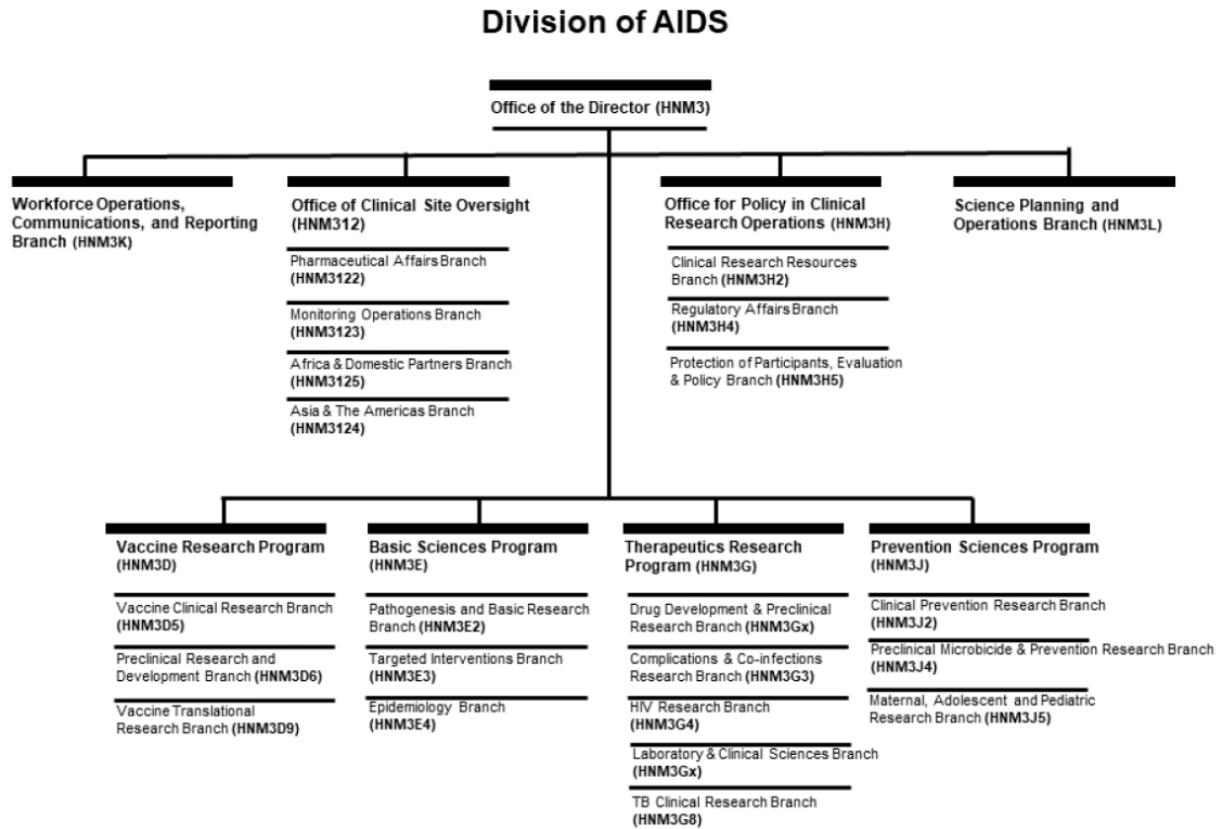 Division of AIDS
Office of the Director (HNM3)
Workforce Operations,
Communications, and Reporting
Branch (HNM3K)
Office of Clinical Site Oversight
(HNM312)
Pharmaceutical Affairs Branch
(HNM3122)
Monitoring Operations Branch
(HNM3123)
Africa & Domestic Partners Branch
(HNM3125)
Asia & The Americas Branch
(HNM3124)
Office for Policy in Clinical
Research Operations (HNM3H)
Clinical Research Resources
Branch (HNM3H2)
Regulatory Affairs Branch
(HNM3H4)
Protection of Participants, Evaluation
& Policy Branch (HNM3H5)
Science Planning and
Operations Branch (HNM3L)
Vaccine Research Program
(HNM3D)
Vaccine Clinical Research Branch
(HNM3D5)
Preclinical Research and
Development Branch (HNM3D6)
Vaccine Translational
Research Branch (HNM3D9)
Basic Sciences Program
(HNM3E)
Pathogenesis and Basic Research
Branch (HNM3E2)
Targeted Interventions Branch
(HNM3E3)
Epidemiology Branch
(HNM3E4)
Therapeutics Research
Program (HNM3G)
Drug Development & Preclinical
Research Branch (HNM3Gx)
Complications & Co-infections
Research Branch (HNM3G3)
HIV Research Branch
(HNM3G4)
Laboratory & Clinical Sciences Branch
(HNM3Gx)
TB Clinical Research Branch
(HNM3G8)
Prevention Sciences Program
(HNM3J)
Clinical Prevention Research Branch
(HNM3J2)
Preclinical Microbicide & Prevention Research Branch
(HNM3J4)
Maternal, Adolescent and Pediatric
Research Branch (HNM3J5)